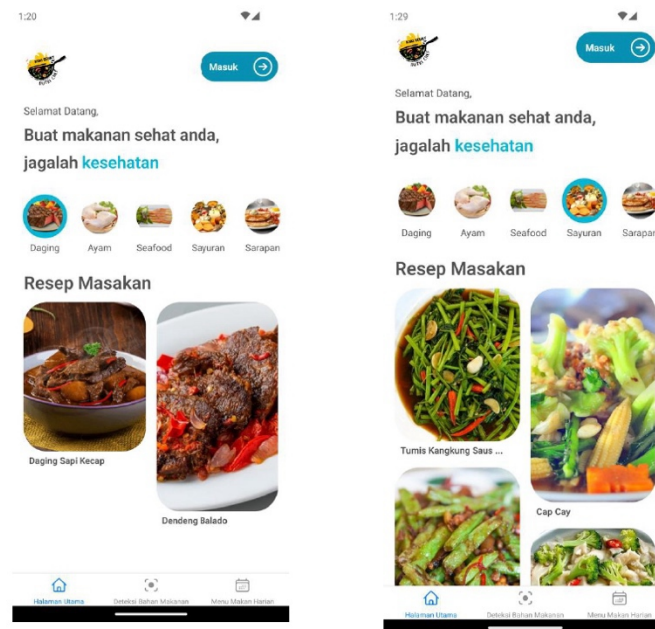 1:20
Masuk
Selamat Datang,
Buat makanan sehat anda,
jagalah kesehatan
Daging Ayam Seafood Sayuran Sarapan
Resep Masakan
Daging Sapi Kecap
Dendeng Balado
Halaman Utama Deteksi Bahan Makanan Menu Makan Harian
1:29
Masuk
Selamat Datang,
Buat makanan sehat anda,
jagalah kesehatan
Daging Ayam Seafood Sayuran Sarapan
Resep Masakan
Tumis Kangkung Saus ...
Cap Cay
Halaman Utama Deteksi Bahan Makanan Menu Makan Harian